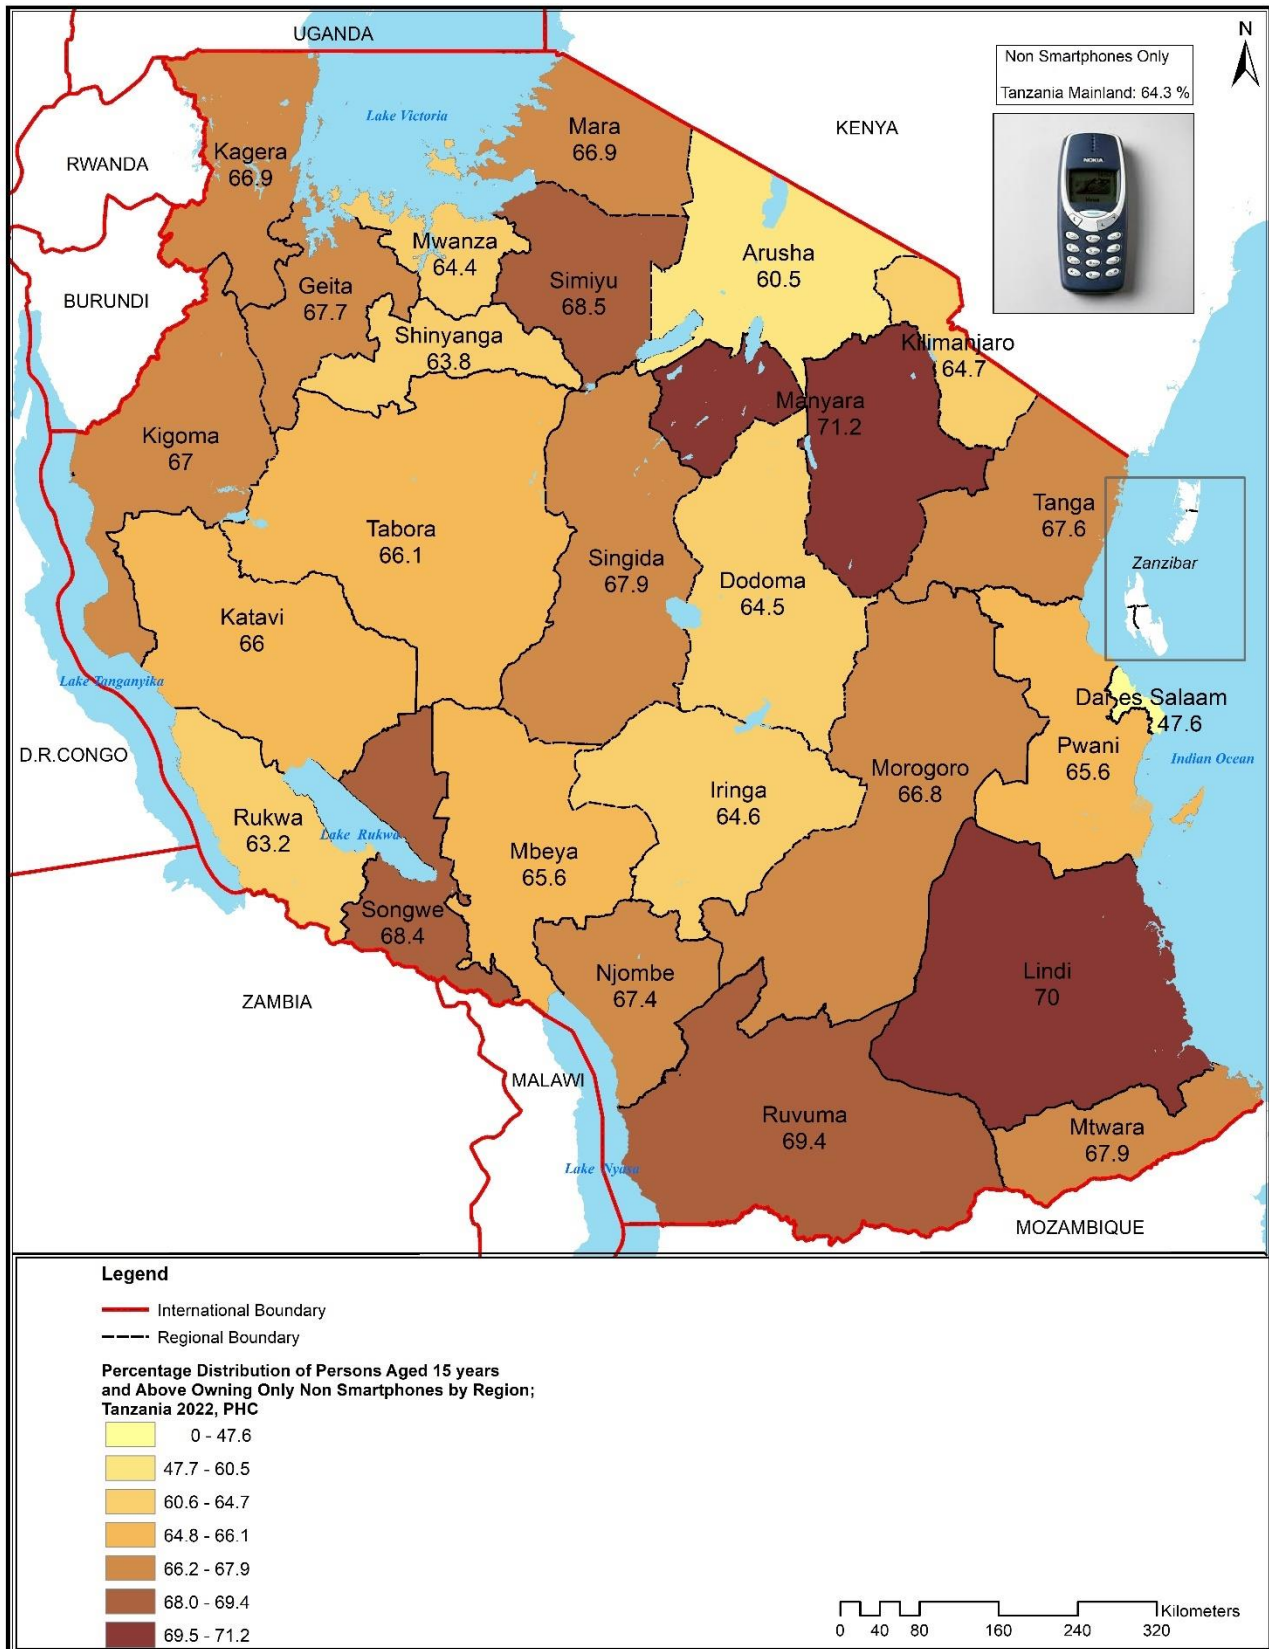 UGANDA
N
Non Smartphones Only
Tanzania Mainland: 64.3 %
NOKIA
Lake Victoria
KENYA
RWANDA
BURUNDI
Kagera
66.9
Mara
66.9
Mwanza
64.4
Simiyu
68.5
Arusha
60.5
Geita
67.7
Shinyanga
63.8
Kilimanjaro
64.7
Manyara
71.2
Kigoma
67
Tabora
66.1
Singida
67.9
Dodoma
64.5
Tanga
67.6
Zanzibar
Katavi
66
Lake Tanganyika
D.R.CONGO
Dar es Salaam
47.6
Pwani
65.6
Indian Ocean
Morogoro
66.8
Iringa
64.6
Rukwa
63.2
Lake Rukwa
Mbeya
65.6
Songwe
68.4
Njombe
67.4
Lindi
70
ZAMBIA
MALAWI
Ruvuma
69.4
Mtwara
67.9
Lake Nyasa
MOZAMBIQUE
Legend
International Boundary
Regional Boundary
Percentage Distribution of Persons Aged 15 years
and Above Owning Only Non Smartphones by Region;
Tanzania 2022, PHC
0 - 47.6
47.7 - 60.5
60.6 - 64.7
64.8 - 66.1
66.2 - 67.9
68.0 - 69.4
69.5 - 71.2
Kilometers
0 40 80 160 240 320